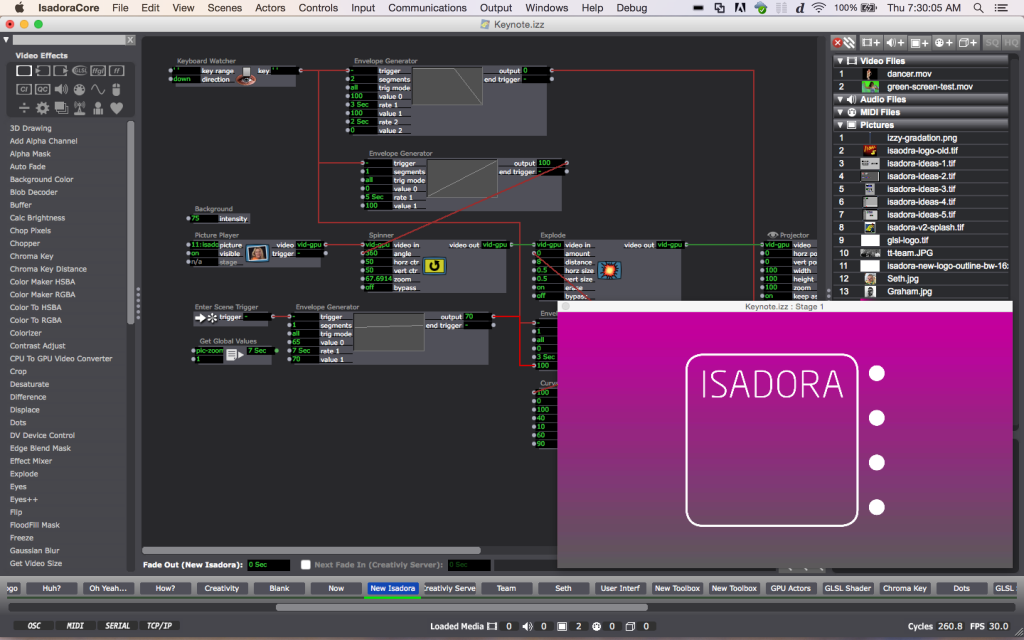 IsadoraCore File Edit View Scenes Actors Controls Input Communications Output Windows Help Debug 100% Thu 7:30:05 AM
Keynote.izz
Video Effects
GLSL
ffgl
ff
CI
QC
3D Drawing
Add Alpha Channel
Alpha Mask
Auto Fade
Background Color
Blob Decoder
Buffer
Calc Brightness
Chop Pixels
Chopper
Chroma Key
Chroma Key Distance
Color Maker HSBA
Color Maker RGBA
Color To HSBA
Color To RGBA
Colorizer
Contrast Adjust
CPU To GPU Video Converter
Crop
Desaturate
Difference
Displace
Dots
DV Device Control
Edge Blend Mask
Effect Mixer
Explode
Eyes
Eyes++
Flip
FloodFill Mask
Freeze
Gaussian Blur
Get Video Size
Keyboard Watcher
' ' key range key ' '
down direction
Envelope Generator
- trigger output 0
2 segments end trigger -
all trig mode
100 value 0
3 Sec rate 1
100 value 1
2 Sec rate 2
0 value 2
Envelope Generator
- trigger output 100
1 segments end trigger -
all trig mode
0 value 0
5 Sec rate 1
100 value 1
Background
75 intensity
Picture Player
11:isadd picture video vid-gpu
on visible trigger -
n/a stage
Spinner
vid-gpu video in video out vid-gpu
360 angle
50 horz ctr
50 vert ctr
67.6914 zoom
off bypass
Explode
vid-gpu video in video out vid-gpu
0 amount
8 distance
0.5 horz size
0.5 vert size
on
off bypass
Projector
vid-gpu video
0 horz pos
0 vert po
100 width
100 height
100 zoom
on keep as
Enter Scene Trigger
trigger -
Envelope Generator
- trigger output 70
1 segments end trigger -
all trig mode
65 value 0
7 Sec rate 1
70 value 1
Get Global Values
pic-zoom 7 Sec
1
Enve
-
1
all
0
3 Sec
100
Curv
100
0
100
40
10
60
90
Video Files
1 dancer.mov
2 green-screen-test.mov
Audio Files
MIDI Files
Pictures
1 izzy-gradation.png
2 isaodra-logo-old.tif
3 isadora-ideas-1.tif
4 isadora-ideas-2.tif
5 isadora-ideas-3.tif
6 isadora-ideas-4.tif
7 isadora-ideas-5.tif
8 isadora-v2-splash.tif
9 glsl-logo.tif
10 tt-team.JPG
11 isadora-new-logo-outline-bw-16:
12 Seth.jpg
13 Graham.jpg
Keynote.izz : Stage 1
ISADORA
Fade Out (New Isadora): 0 Sec Next Fade In (Creativly Server): 0 Sec
ogo Huh? Oh Yeah... How? Creativity Blank Now New Isadora Creativly Serve Team Seth User Interf New Toolbox New Toolbox GPU Actors GLSL Shader Chroma Key Dots GLSL
OSC MIDI SERIAL TCP/IP Loaded Media 0 0 2 0 0 Cycles 260.8 FPS 30.0